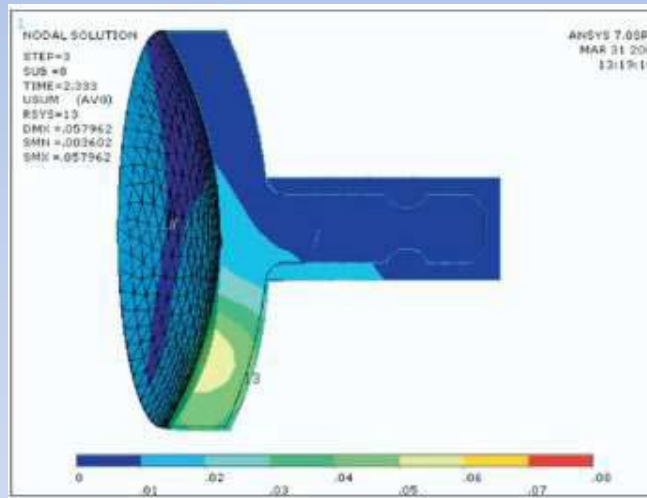 1
NODAL SOLUTION
STEP=3
SUB =8
TIME=2.333
USUM (AVG)
RSYS=13
DMX =.057962
SMN =.003602
SMX =.057962
ANSYS 7.0SP
MAR 31 20
13:19:1
13
0 .01 .02 .03 .04 .05 .06 .07 .08